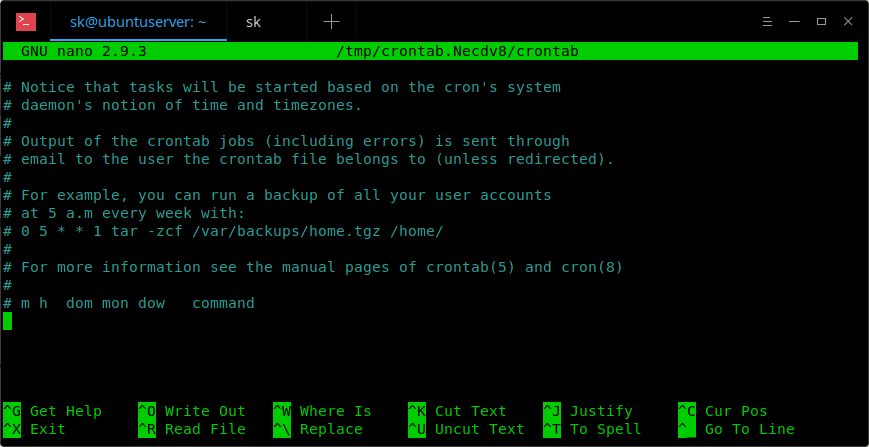 sk@ubuntuserver: ~ sk
GNU nano 2.9.3 /tmp/crontab.Necdv8/crontab
# Notice that tasks will be started based on the cron's system
# daemon's notion of time and timezones.
#
# Output of the crontab jobs (including errors) is sent through
# email to the user the crontab file belongs to (unless redirected).
#
# For example, you can run a backup of all your user accounts
# at 5 a.m every week with:
# 0 5 * * 1 tar -zcf /var/backups/home.tgz /home/
#
# For more information see the manual pages of crontab(5) and cron(8)
#
# m h  dom mon dow   command
^G Get Help ^O Write Out ^W Where Is ^K Cut Text ^J Justify ^C Cur Pos
^X Exit ^R Read File ^\ Replace ^U Uncut Text ^T To Spell ^_ Go To Line